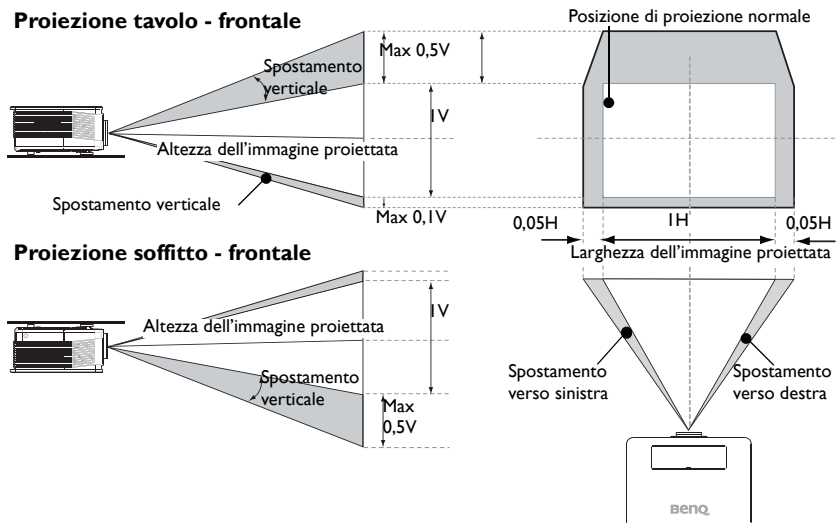 Proiezione tavolo - frontale
Posizione di proiezione normale
Max 0,5V
Spostamento
verticale
1V
Altezza dell'immagine proiettata
Spostamento verticale
Max 0,1V
0,05H
1H
0,05H
Larghezza dell'immagine proiettata
Proiezione soffitto - frontale
1V
Altezza dell'immagine proiettata
Spostamento
verticale
Max
0,5V
Spostamento
verso sinistra
Spostamento
verso destra
BenQ